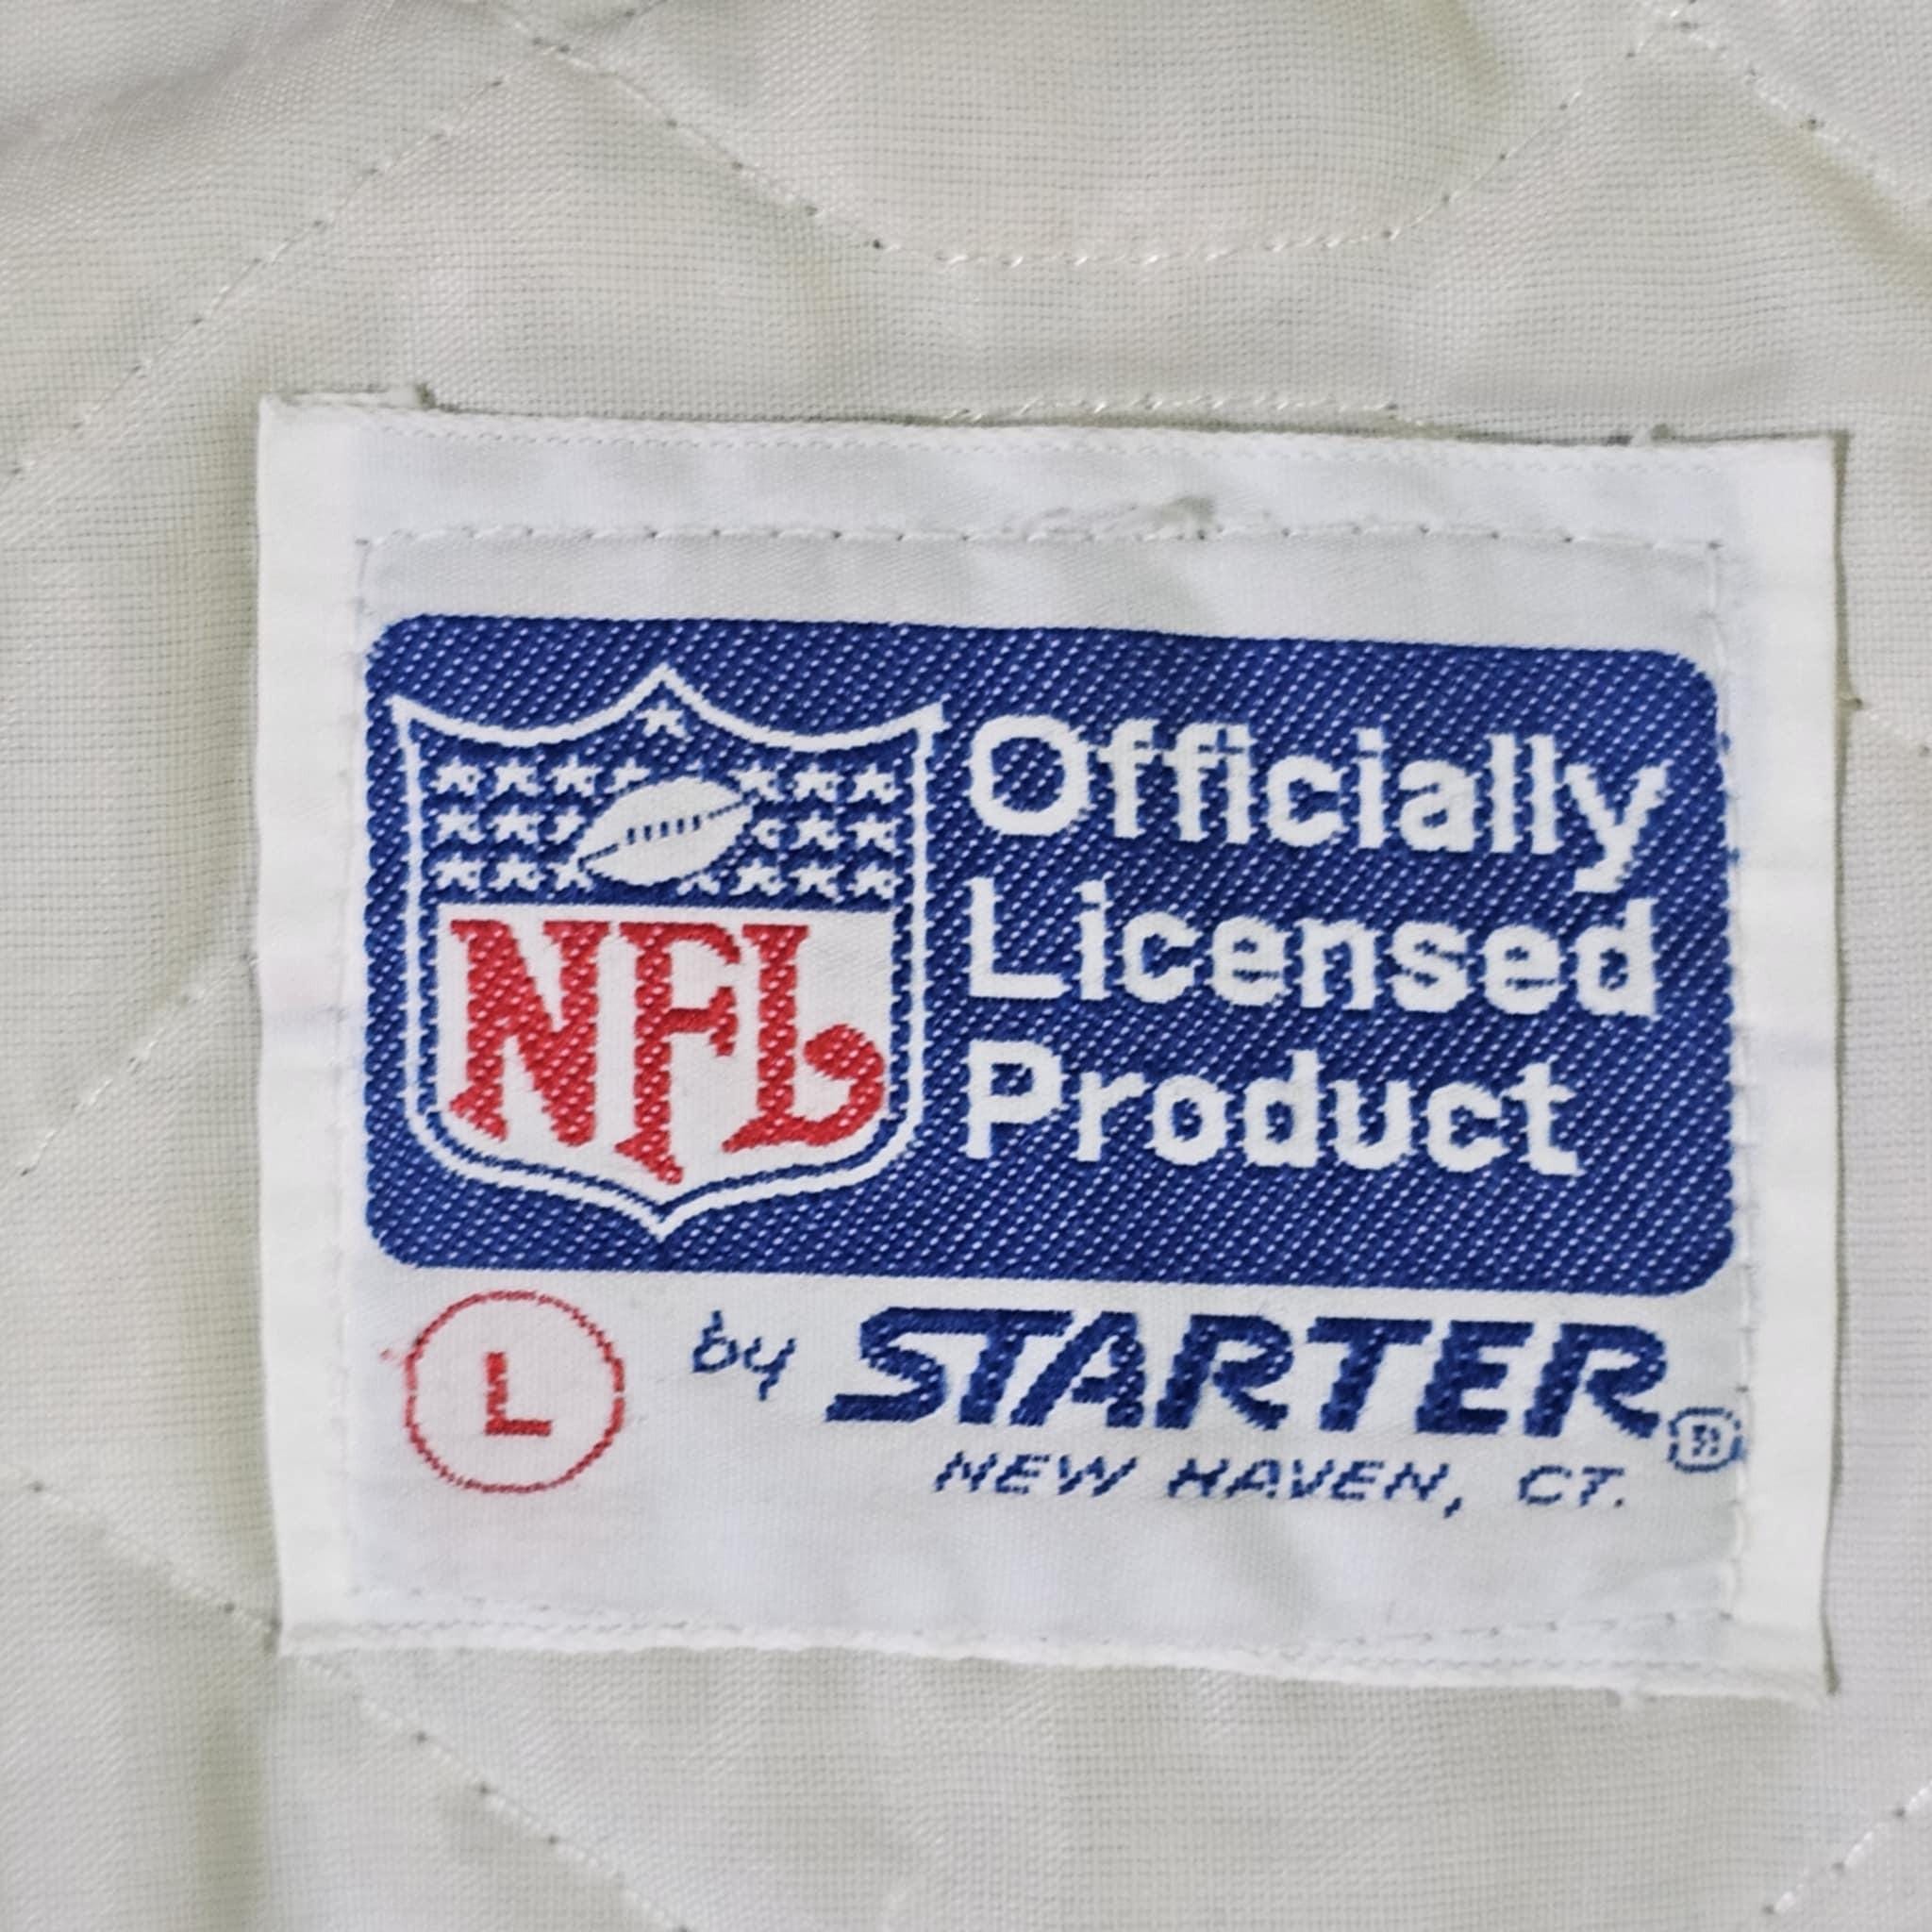 NFL
Officially
Licensed
Product
L
by STARTER®
NEW HAVEN, CT.